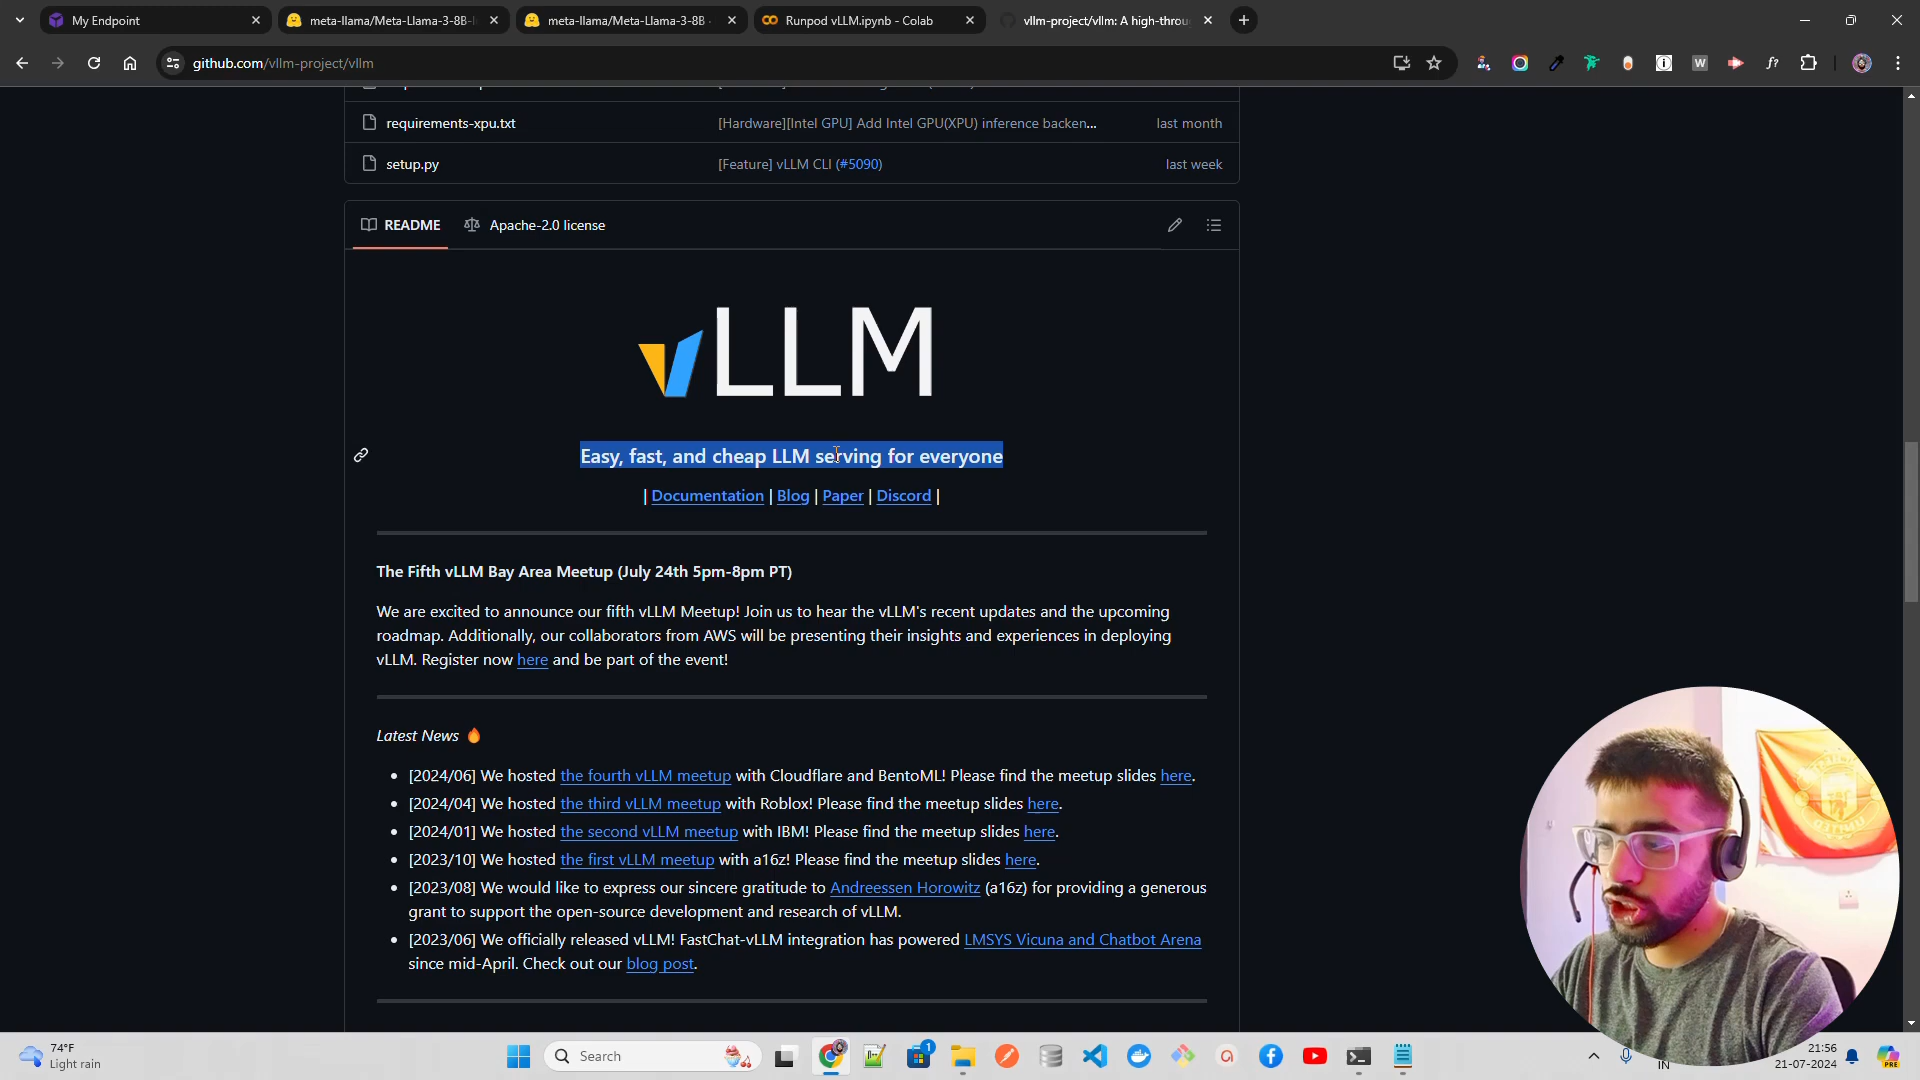 My Endpoint
meta-llama/Meta-Llama-3-8B-
meta-llama/Meta-Llama-3-8B
Runpod vLLM.ipynb - Colab
vllm-project/vllm: A high-throu
github.com/vllm-project/vllm
requirements-xpu.txt [Hardware][Intel GPU] Add Intel GPU(XPU) inference backen... last month
setup.py [Feature] vLLM CLI (#5090) last week
README Apache-2.0 license
vLLM
Easy, fast, and cheap LLM serving for everyone
| Documentation | Blog | Paper | Discord |
The Fifth vLLM Bay Area Meetup (July 24th 5pm-8pm PT)
We are excited to announce our fifth vLLM Meetup! Join us to hear the vLLM's recent updates and the upcoming
roadmap. Additionally, our collaborators from AWS will be presenting their insights and experiences in deploying
vLLM. Register now here and be part of the event!
Latest News 🔥
• [2024/06] We hosted the fourth vLLM meetup with Cloudflare and BentoML! Please find the meetup slides here.
• [2024/04] We hosted the third vLLM meetup with Roblox! Please find the meetup slides here.
• [2024/01] We hosted the second vLLM meetup with IBM! Please find the meetup slides here.
• [2023/10] We hosted the first vLLM meetup with a16z! Please find the meetup slides here.
• [2023/08] We would like to express our sincere gratitude to Andreessen Horowitz (a16z) for providing a generous
grant to support the open-source development and research of vLLM.
• [2023/06] We officially released vLLM! FastChat-vLLM integration has powered LMSYS Vicuna and Chatbot Arena
since mid-April. Check out our blog post.
UNITED
74°F
Light rain
Search
1
IN
21:56
21-07-2024
PRE